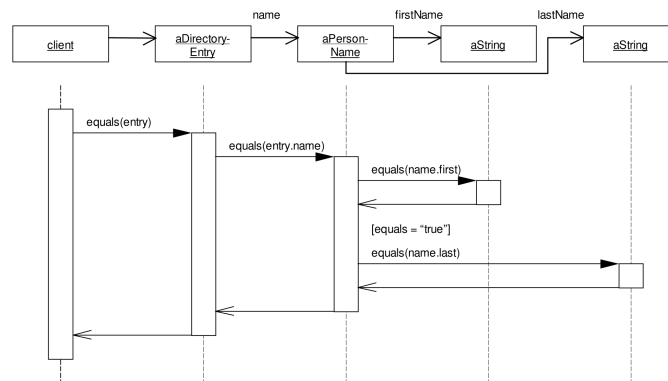 name
firstName
lastName
client
aDirectory-
Entry
aPerson-
Name
aString
aString
equals(entry)
equals(entry.name)
equals(name.first)
[equals = “true”]
equals(name.last)